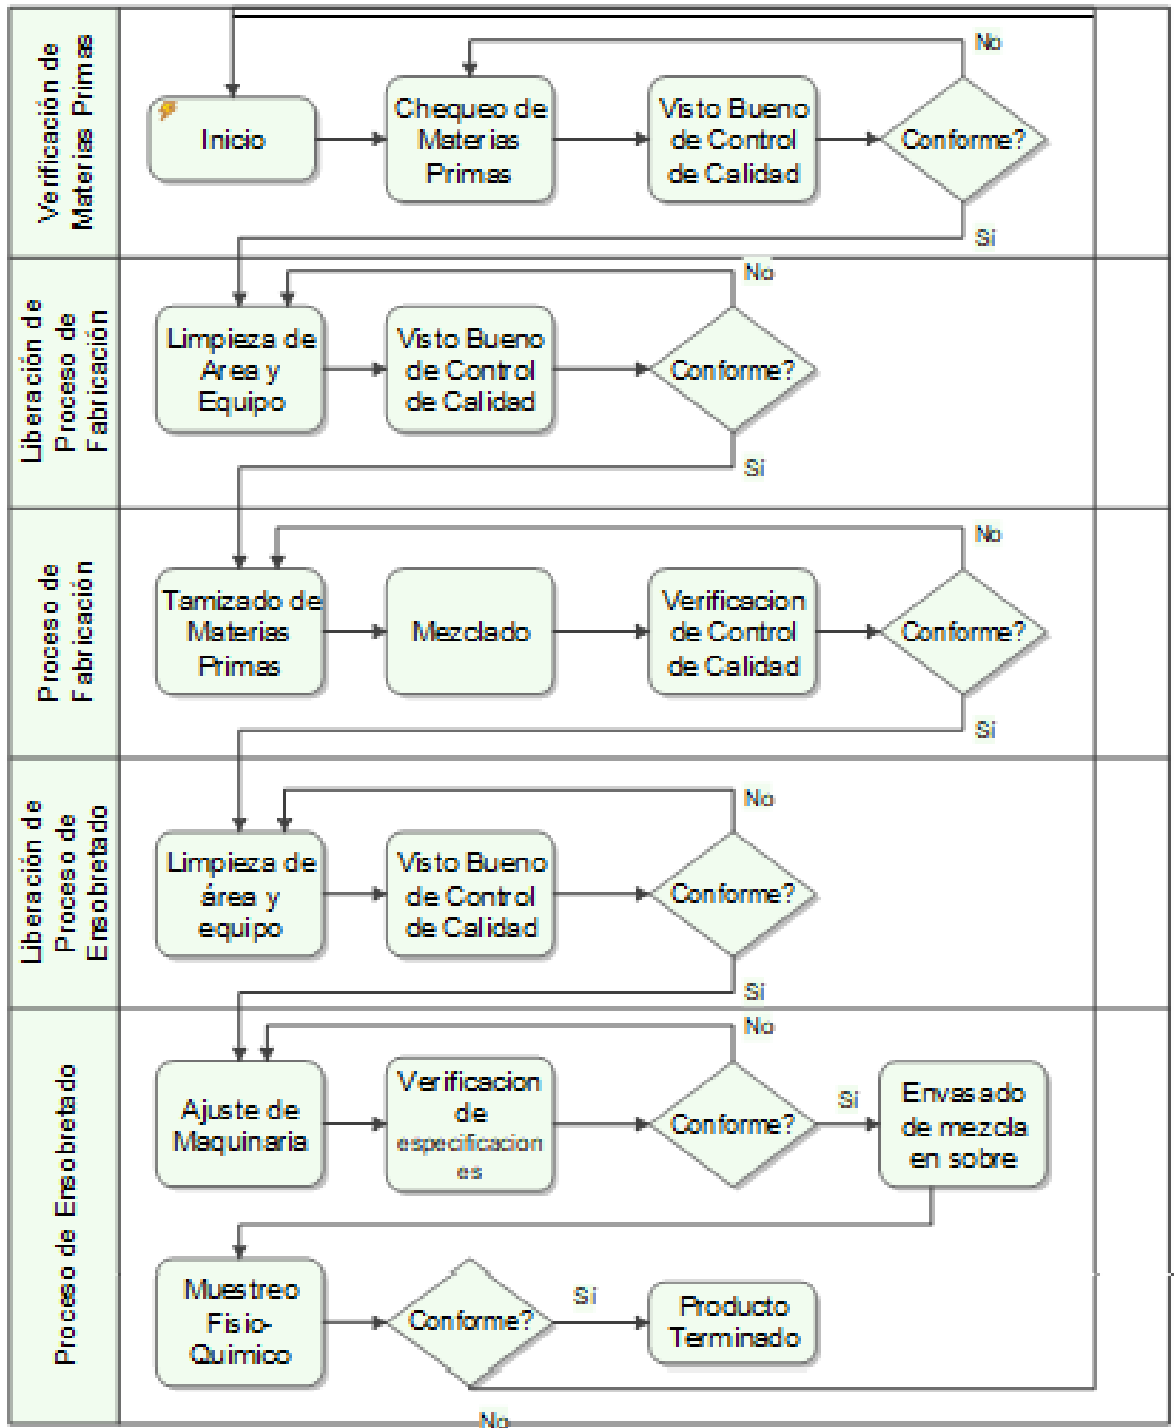 Verificación de
Materias Primas
Inicio
Chequeo de
Materias
Primas
Visto Bueno
de Control
de Calidad
Conforme?
No
Si
Liberación de
Proceso de
Fabricación
Limpieza de
Area y
Equipo
Visto Bueno
de Control
de Calidad
Conforme?
No
Si
Proceso de
Fabricación
Tamizado de
Materias
Primas
Mezclado
Verificacion
de Control
de Calidad
Conforme?
No
Si
Liberación de
Proceso de
Ensobretado
Limpieza de
área y
equipo
Visto Bueno
de Control
de Calidad
Conforme?
No
Si
Proceso de Ensobretado
Ajuste de
Maquinaria
Verificacion
de
especificacion
es
Conforme?
No
Si
Envasado
de mezcla
en sobre
Muestreo
Fisio-
Quimico
Conforme?
Si
Producto
Terminado
No